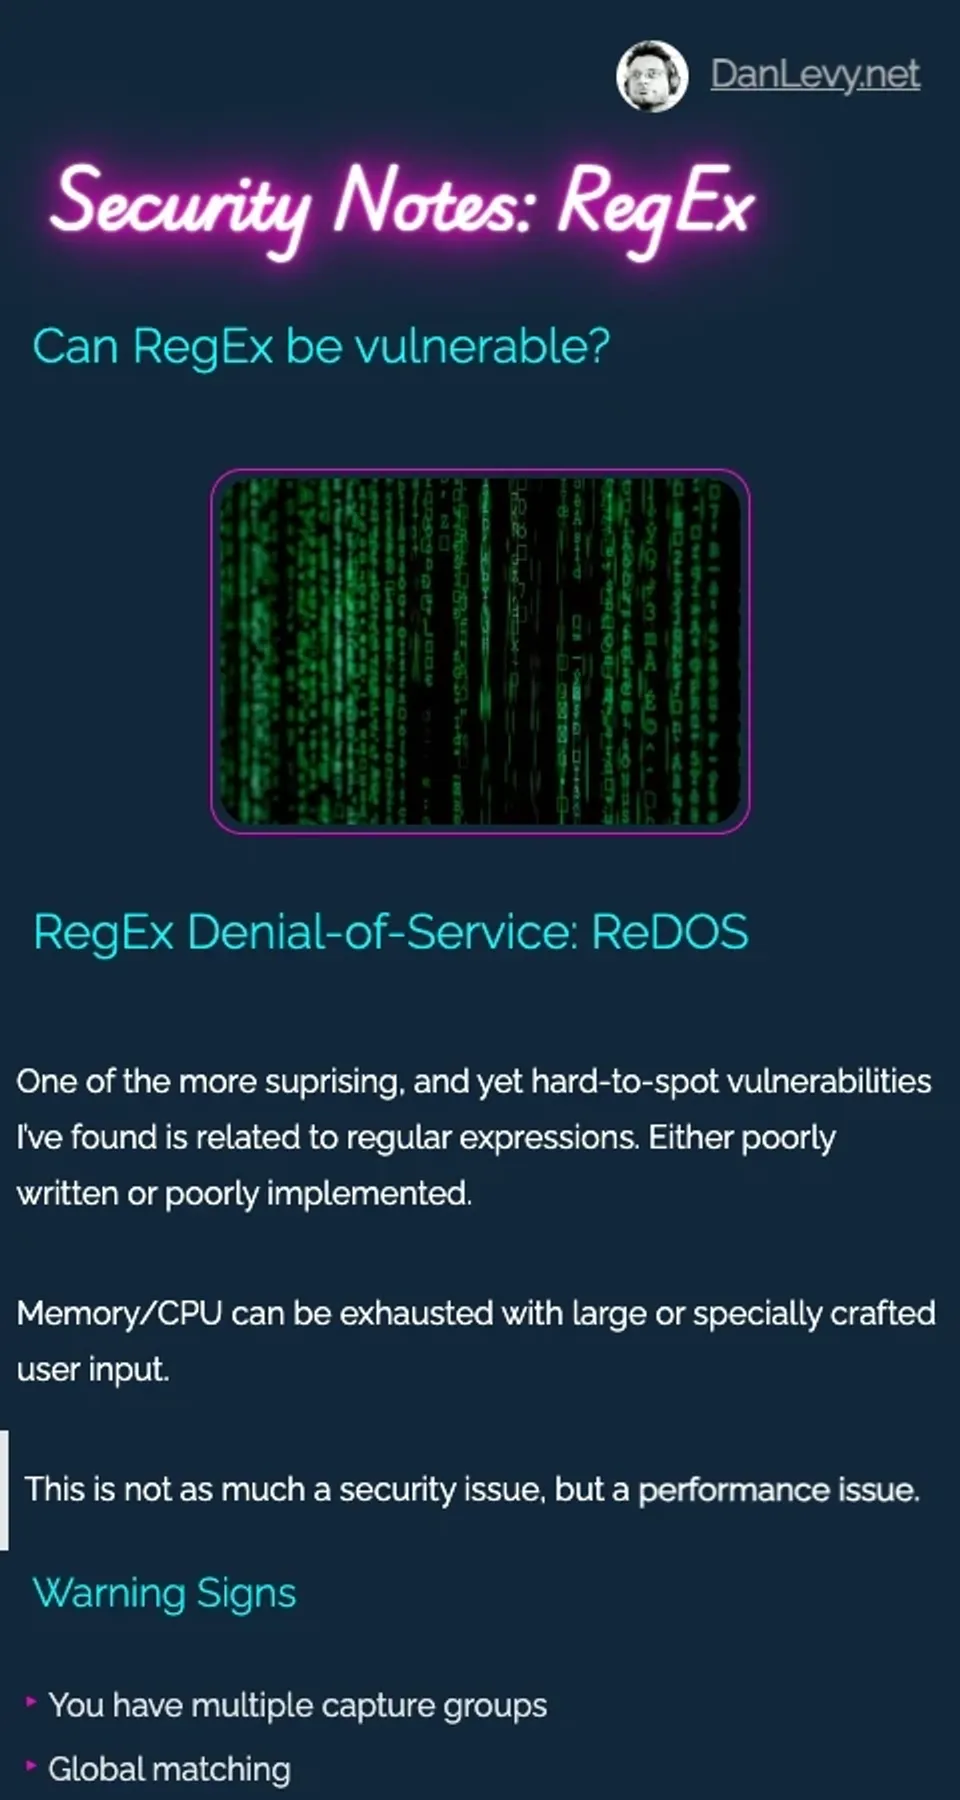 DanLevy.net
Security Notes: RegEx
Can RegEx be vulnerable?
RegEx Denial-of-Service: ReDOS
One of the more suprising, and yet hard-to-spot vulnerabilities
I've found is related to regular expressions. Either poorly
written or poorly implemented.
Memory/CPU can be exhausted with large or specially crafted
user input.
This is not as much a security issue, but a performance issue.
Warning Signs
‣ You have multiple capture groups
‣ Global matching